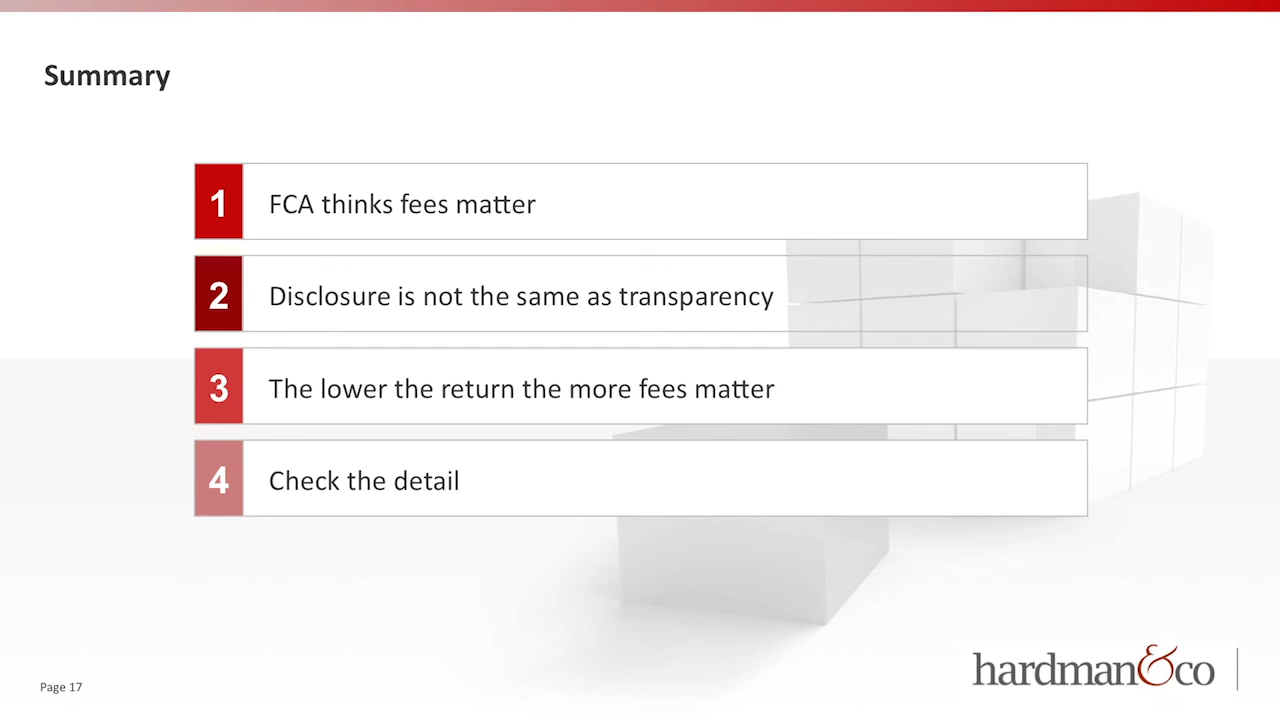 Summary
1 FCA thinks fees matter
2 Disclosure is not the same as transparency
3 The lower the return the more fees matter
4 Check the detail
Page 17
hardman&co